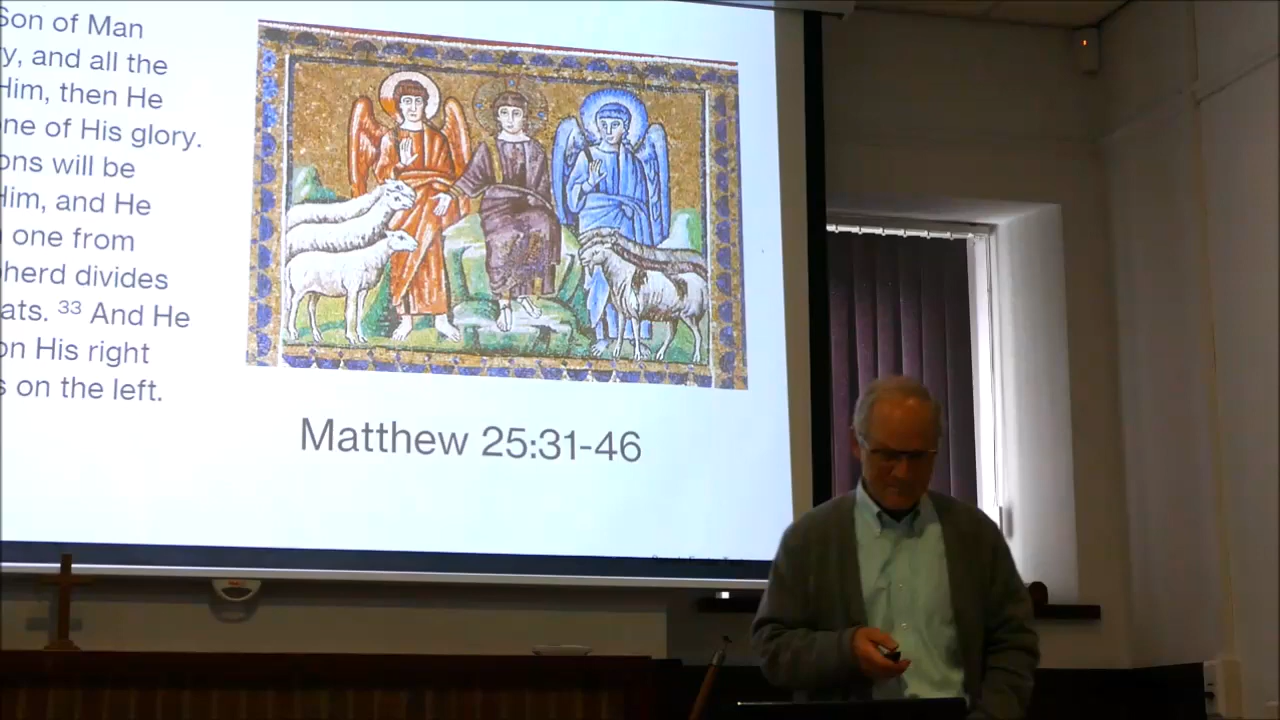 Son of Man
y, and all the
Him, then He
ne of His glory.
ons will be
Him, and He
one from
herd divides
ats. 33 And He
on His right
s on the left.
Matthew 25:31-46